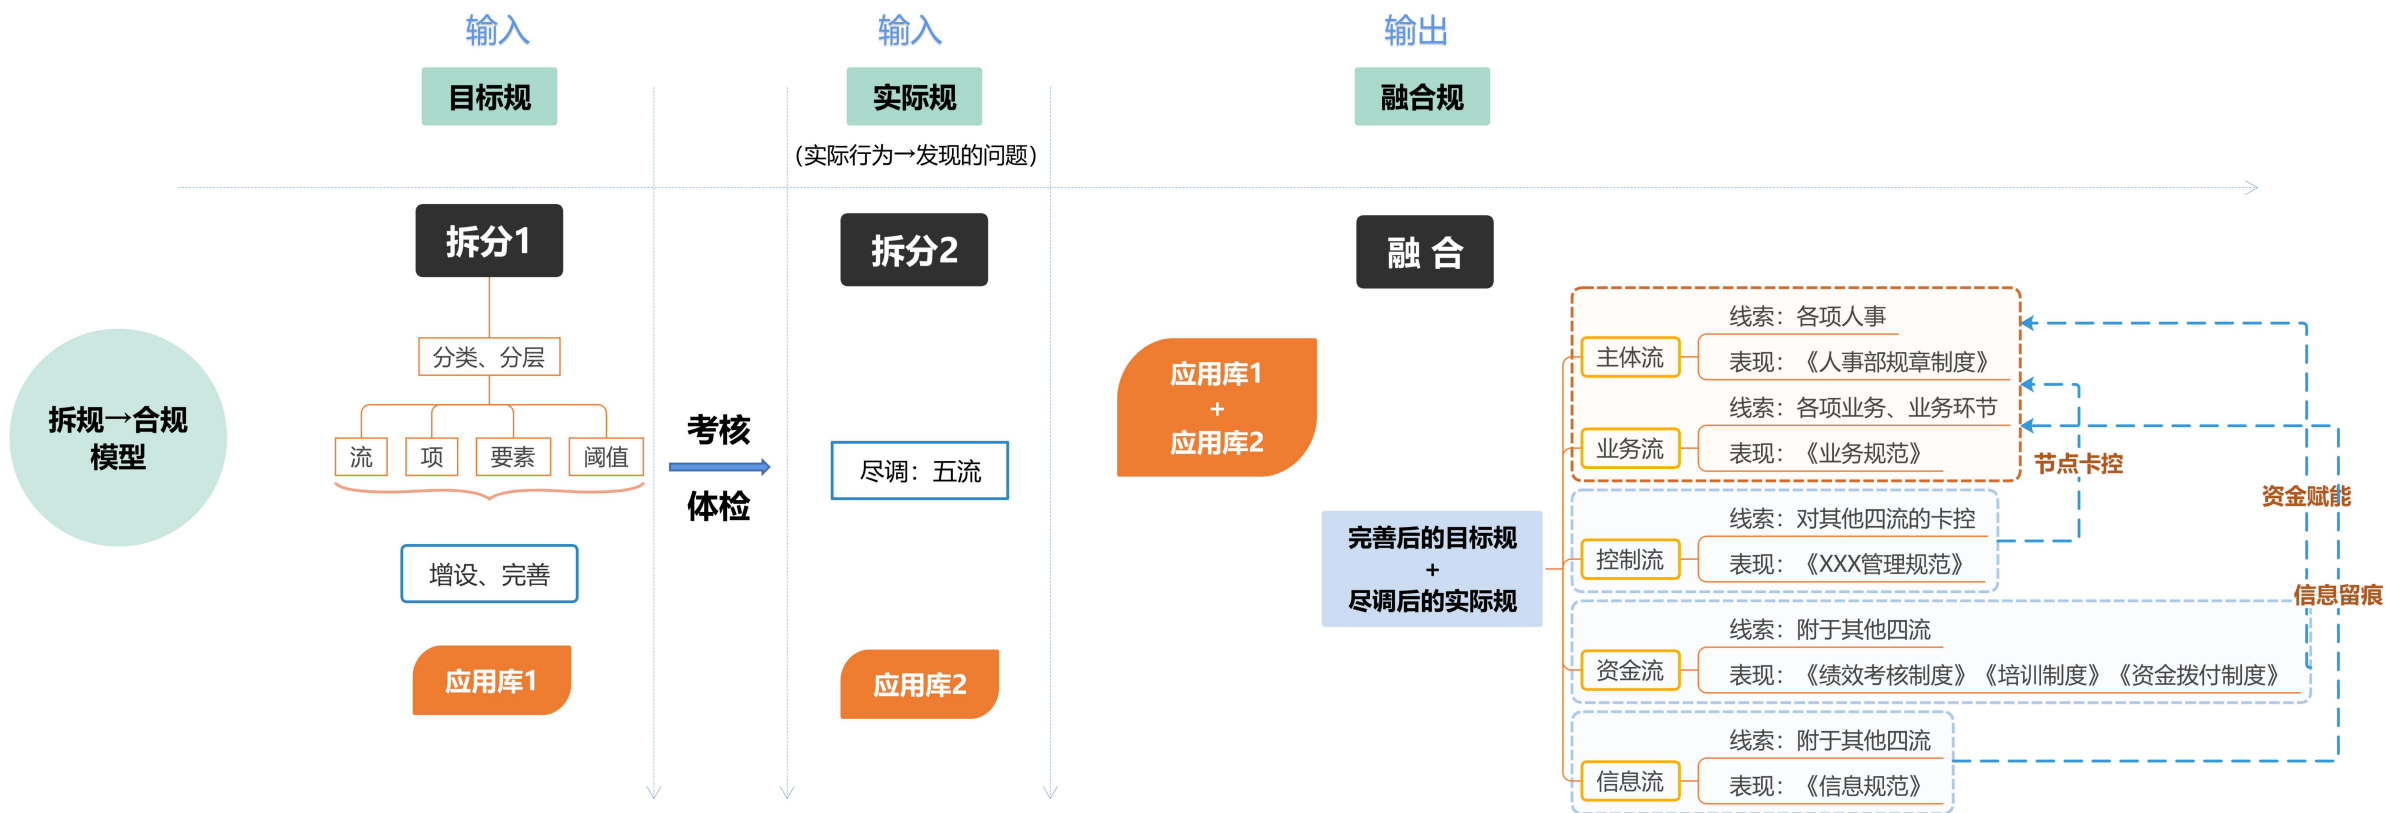 输入
输入
输出
目标规
实际规
融合规
(实际行为→发现的问题)
拆规→合规
模型
拆分1
分类、分层
流
项
要素
阈值
增设、完善
应用库1
考核
体检
拆分2
尽调：五流
应用库2
融 合
应用库1
+
应用库2
完善后的目标规
+
尽调后的实际规
主体流
线索：各项人事
表现：《人事部规章制度》
业务流
线索：各项业务、业务环节
表现：《业务规范》
控制流
线索：对其他四流的卡控
表现：《XXX管理规范》
资金流
线索：附于其他四流
表现：《绩效考核制度》《培训制度》《资金拨付制度》
信息流
线索：附于其他四流
表现：《信息规范》
节点卡控
资金赋能
信息留痕